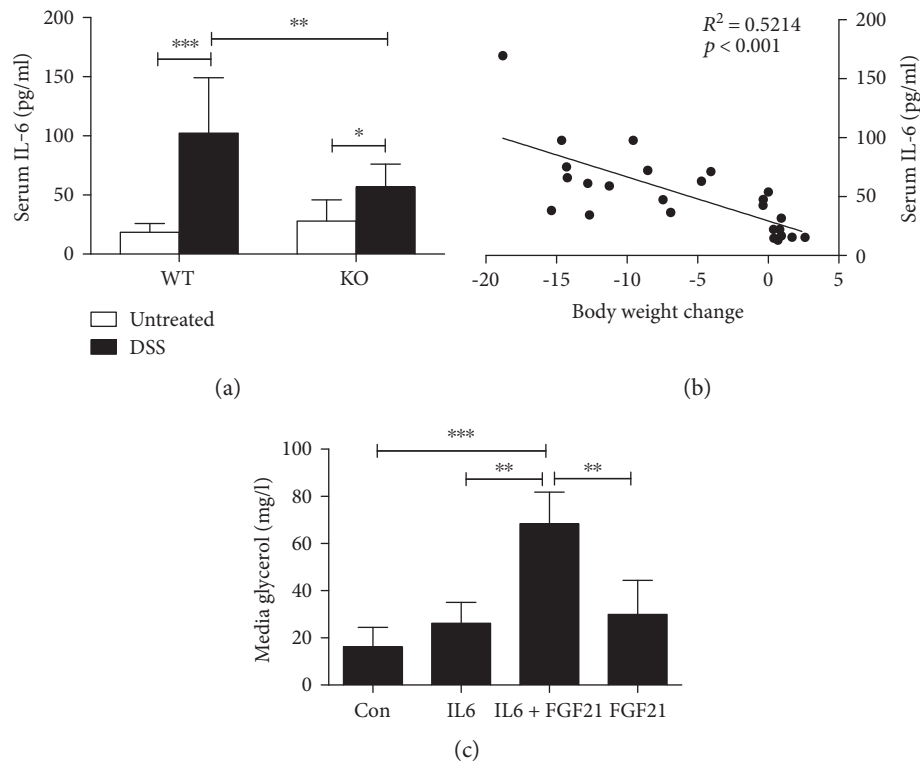 200
150
100
50
0
Serum IL-6 (pg/ml)
***
**
*
WT
KO
Untreated
DSS
(a)
R² = 0.5214
p < 0.001
200
150
100
50
0
Serum IL-6 (pg/ml)
-20
-15
-10
-5
0
5
Body weight change
(b)
100
80
60
40
20
0
Media glycerol (mg/l)
***
**
**
Con
IL6
IL6 + FGF21
FGF21
(c)